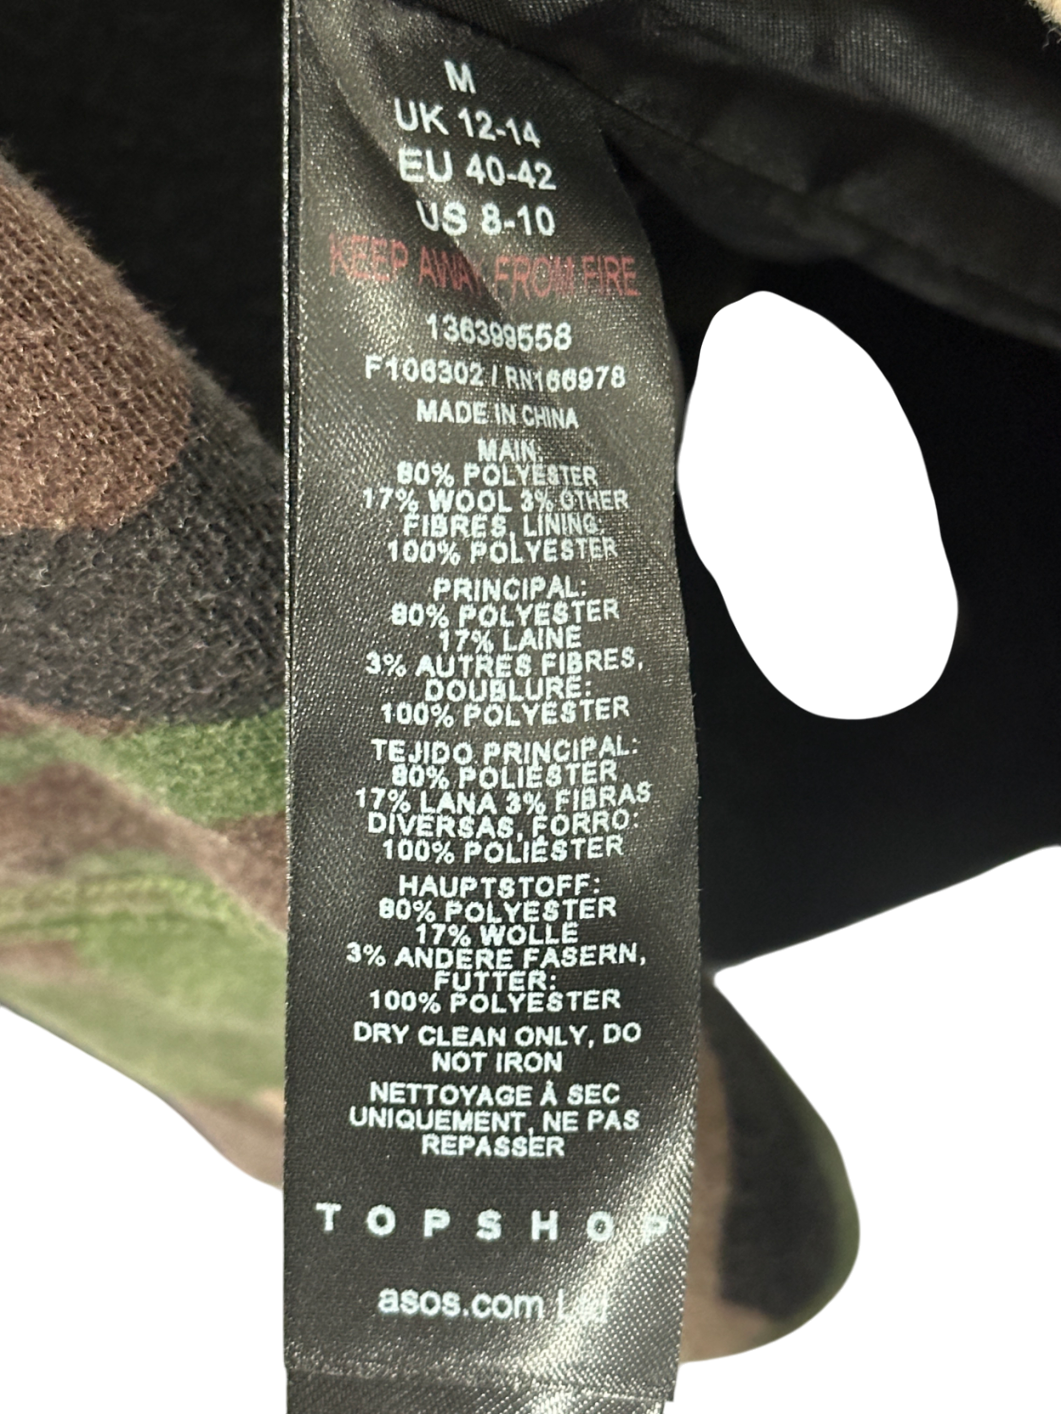 M
UK 12-14
EU 40-42
US 8-10
KEEP AWAY FROM FIRE
136399558
F106302 / RN166978
MADE IN CHINA
MAIN:
80% POLYESTER
17% WOOL 3% OTHER
FIBRES, LINING:
100% POLYESTER
PRINCIPAL:
80% POLYESTER
17% LAINE
3% AUTRES FIBRES,
DOUBLURE:
100% POLYESTER
TEJIDO PRINCIPAL:
80% POLIÉSTER
17% LANA 3% FIBRAS
DIVERSAS, FORRO:
100% POLIÉSTER
HAUPTSTOFF:
80% POLYESTER
17% WOLLE
3% ANDERE FASERN,
FUTTER:
100% POLYESTER
DRY CLEAN ONLY, DO
NOT IRON
NETTOYAGE À SEC
UNIQUEMENT, NE PAS
REPASSER
TOPSHOP
asos.com